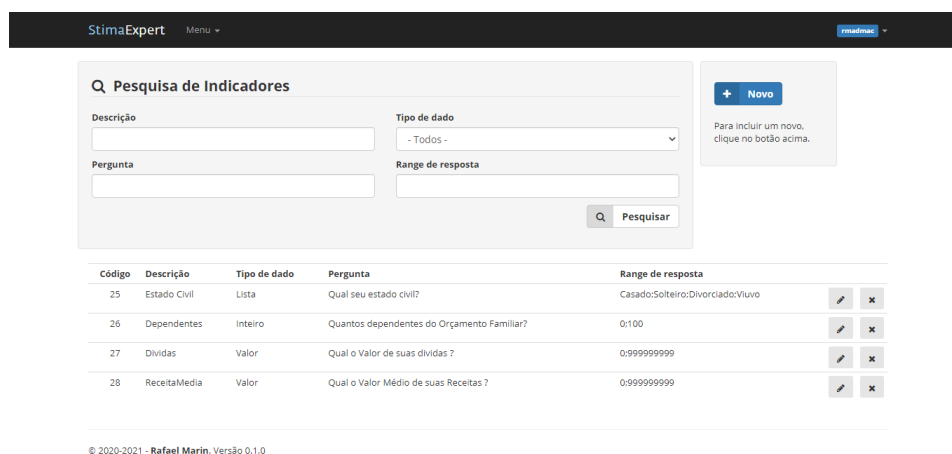 StimaExpert Menu rmadmac
Pesquisa de Indicadores
Descrição Tipo de dado
- Todos -
Pergunta Range de resposta
Pesquisar
+ Novo
Para incluir um novo,
clique no botão acima.
Código Descrição Tipo de dado Pergunta Range de resposta
25 Estado Civil Lista Qual seu estado civil? Casado;Solteiro;Divorciado;Viuvo
26 Dependentes Inteiro Quantos dependentes do Orçamento Familiar? 0;100
27 Dividas Valor Qual o Valor de suas dividas ? 0;999999999
28 ReceitaMedia Valor Qual o Valor Médio de suas Receitas ? 0;999999999
© 2020-2021 - Rafael Marin. Versão 0.1.0